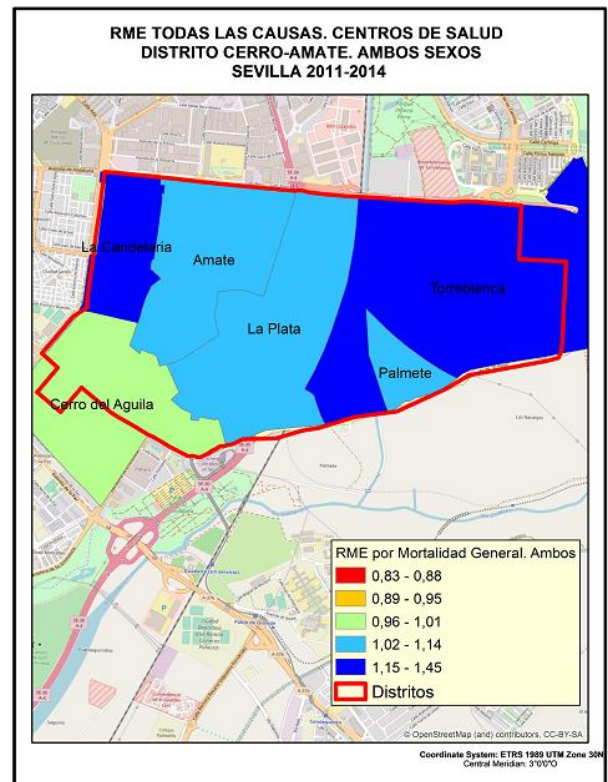 RME TODAS LAS CAUSAS. CENTROS DE SALUD
DISTRITO CERRO-AMATE. AMBOS SEXOS
SEVILLA 2011-2014
La Candelaria
Amate
Torreblanca
La Plata
Palmete
Cerro del Aguila
RME por Mortalidad General. Ambos
0,83 - 0,88
0,89 - 0,95
0,96 - 1,01
1,02 - 1,14
1,15 - 1,45
Distritos
© OpenStreetMap (and) contributors, CC-BY-SA
Coordinate System: ETRS 1989 UTM Zone 30N
Central Meridian: 3°0'0"O